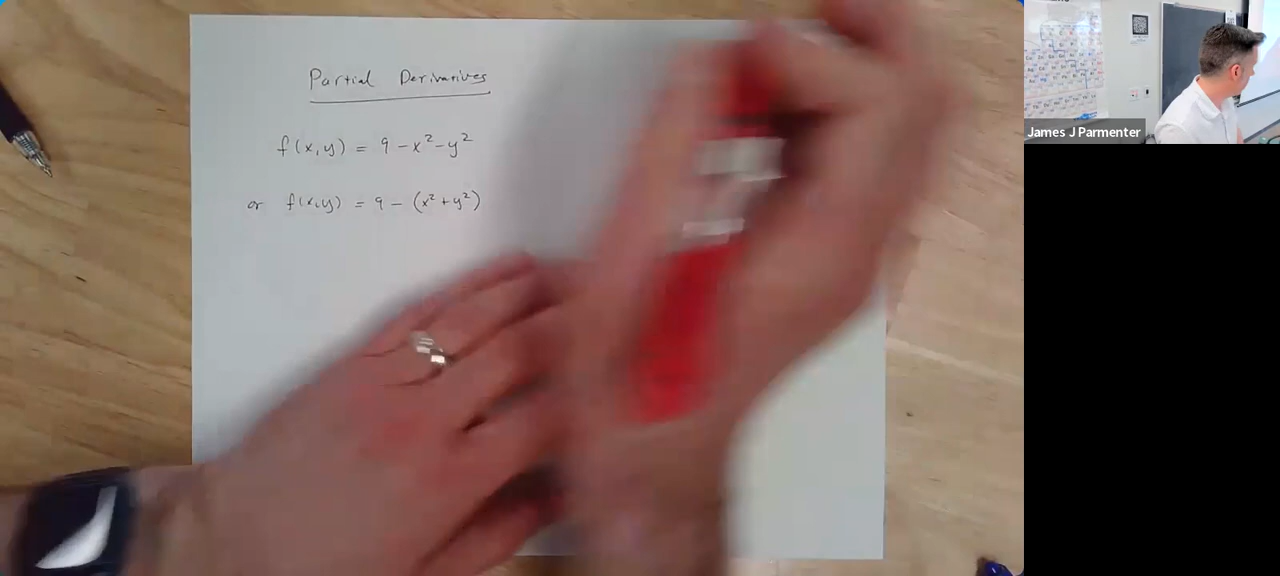 Partial Derivatives
f(x,y) = 9 - x² - y²
or f(x,y) = 9 - (x² + y²)
James J Parmenter